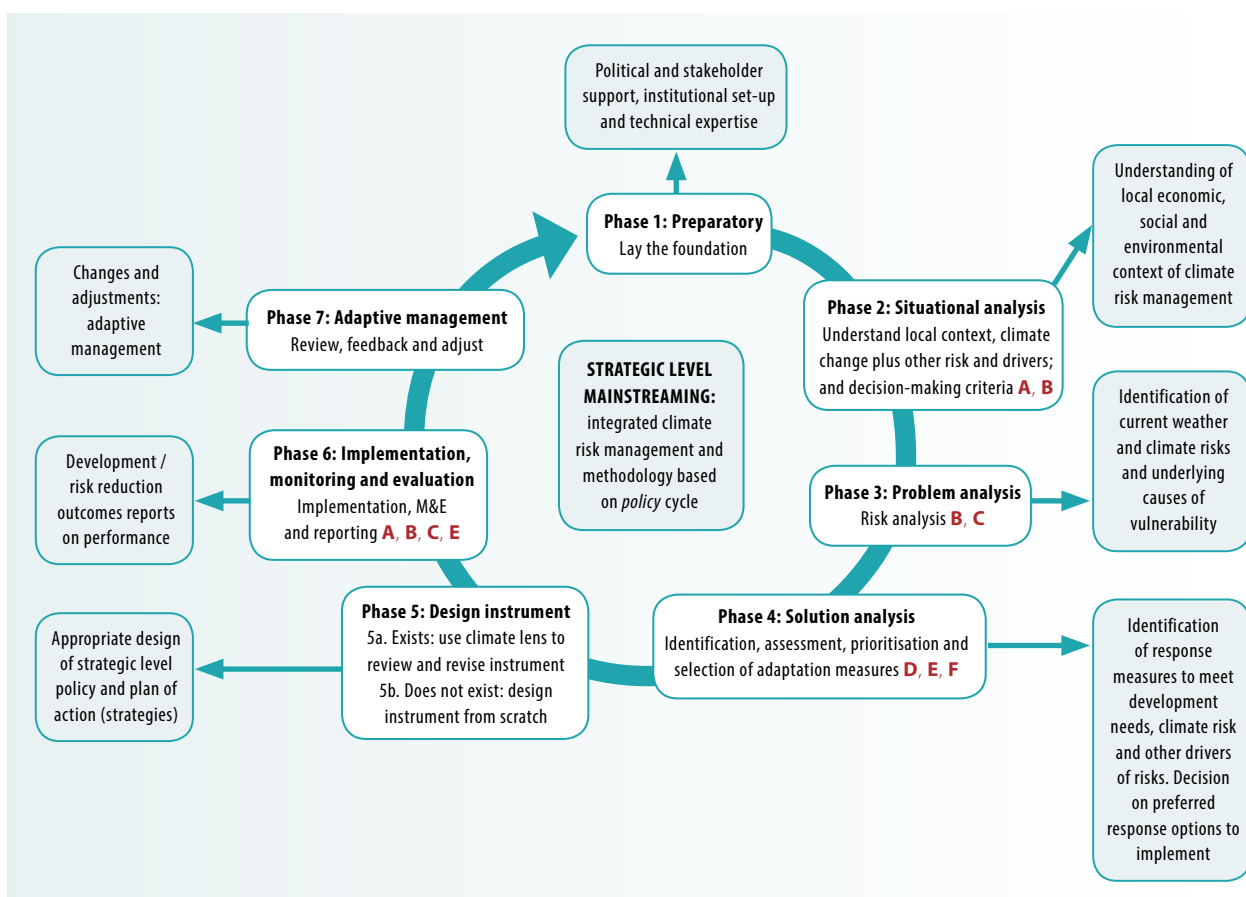 Political and stakeholder
support, institutional set-up
and technical expertise
Phase 1: Preparatory
Lay the foundation
Understanding of
local economic,
social and
environmental
context of climate
risk management
Phase 2: Situational analysis
Understand local context, climate
change plus other risk and drivers;
and decision-making criteria A, B
Identification of
current weather
and climate risks
and underlying
causes of
vulnerability
Phase 3: Problem analysis
Risk analysis B, C
Phase 4: Solution analysis
Identification, assessment, prioritisation and
selection of adaptation measures D, E, F
Identification
of response
measures to meet
development
needs, climate risk
and other drivers
of risks. Decision
on preferred
response options to
implement
Phase 5: Design instrument
5a. Exists: use climate lens to
review and revise instrument
5b. Does not exist: design
instrument from scratch
Appropriate design
of strategic level
policy and plan of
action (strategies)
Phase 6: Implementation,
monitoring and evaluation
Implementation, M&E
and reporting A, B, C, E
Development /
risk reduction
outcomes reports
on performance
Phase 7: Adaptive management
Review, feedback and adjust
Changes and
adjustments:
adaptive
management
STRATEGIC LEVEL
MAINSTREAMING:
integrated climate
risk management and
methodology based
on policy cycle